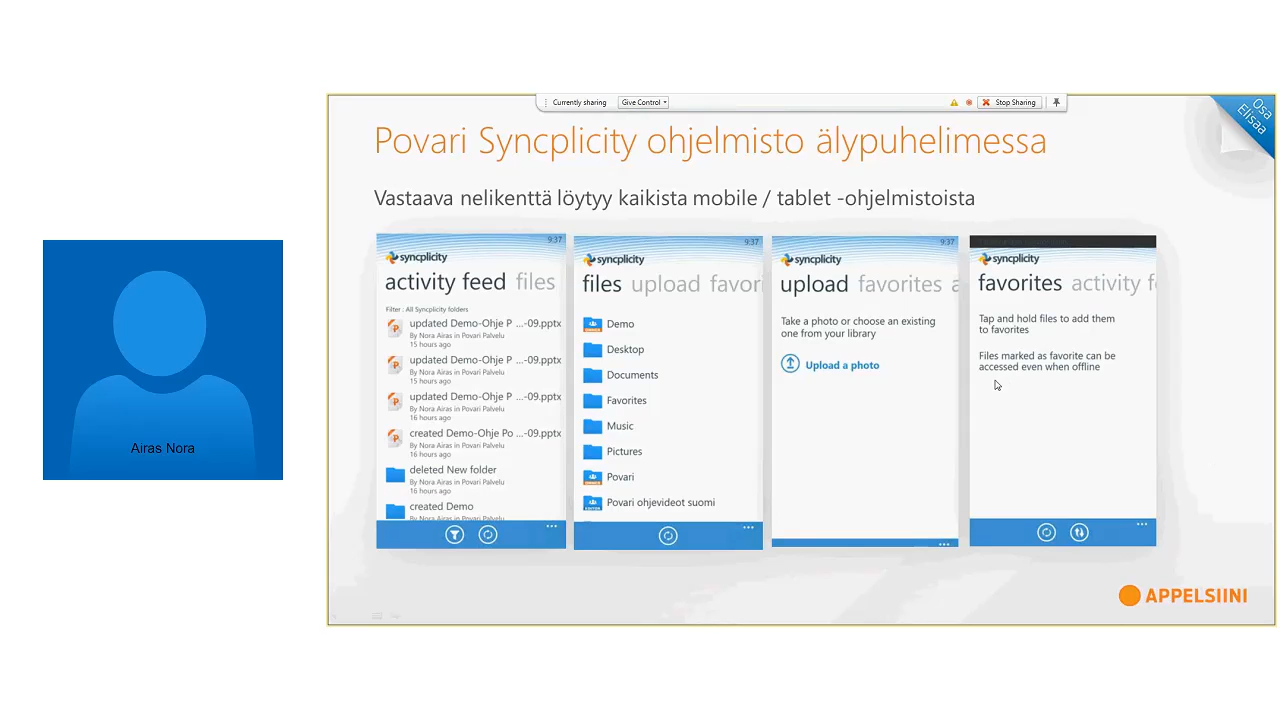 Currently sharing
Give Control
Stop Sharing
Osa
Elisaa
Povari Syncplicity ohjelmisto älypuhelimessa
Vastaava nelikenttä löytyy kaikista mobile / tablet -ohjelmistoista
9:37
syncplicity
activity feed files
Filter : All Syncplicity folders
updated Demo-Ohje P ...-09.pptx
By Nora Airas in Povari Palvelu
15 hours ago
updated Demo-Ohje P ...-09.pptx
By Nora Airas in Povari Palvelu
15 hours ago
updated Demo-Ohje P ...-09.pptx
By Nora Airas in Povari Palvelu
16 hours ago
created Demo-Ohje Po ...-09.pptx
By Nora Airas in Povari Palvelu
16 hours ago
deleted New folder
By Nora Airas in Povari Palvelu
16 hours ago
created Demo
By Nora Airas in Povari Palvelu
9:37
syncplicity
files upload favori
Demo
Desktop
Documents
Favorites
Music
Pictures
Povari
Povari ohjevideot suomi
9:37
syncplicity
upload favorites a
Take a photo or choose an existing
one from your library
Upload a photo
syncplicity
favorites activity f
Tap and hold files to add them
to favorites
Files marked as favorite can be
accessed even when offline
APPELSIINI
Airas Nora